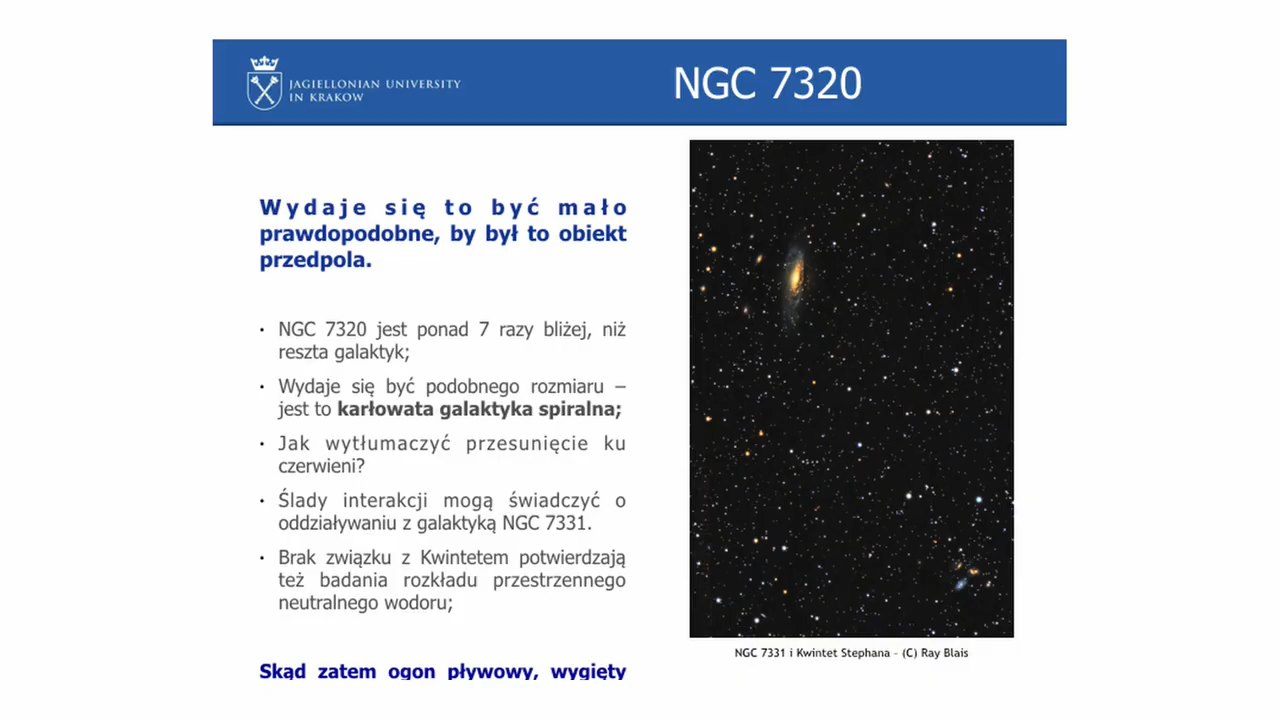 JAGIELLONIAN UNIVERSITY
IN KRAKOW
NGC 7320
Wydaje się to być mało
prawdopodobne, by był to obiekt
przedpola.
• NGC 7320 jest ponad 7 razy bliżej, niż
reszta galaktyk;
• Wydaje się być podobnego rozmiaru –
jest to karłowata galaktyka spiralna;
• Jak wytłumaczyć przesunięcie ku
czerwieni?
• Ślady interakcji mogą świadczyć o
oddziaływaniu z galaktyką NGC 7331.
• Brak związku z Kwintetem potwierdzają
też badania rozkładu przestrzennego
neutralnego wodoru;
Skąd zatem ogon pływowy, wygięty
NGC 7331 i Kwintet Stephana – (C) Ray Blais